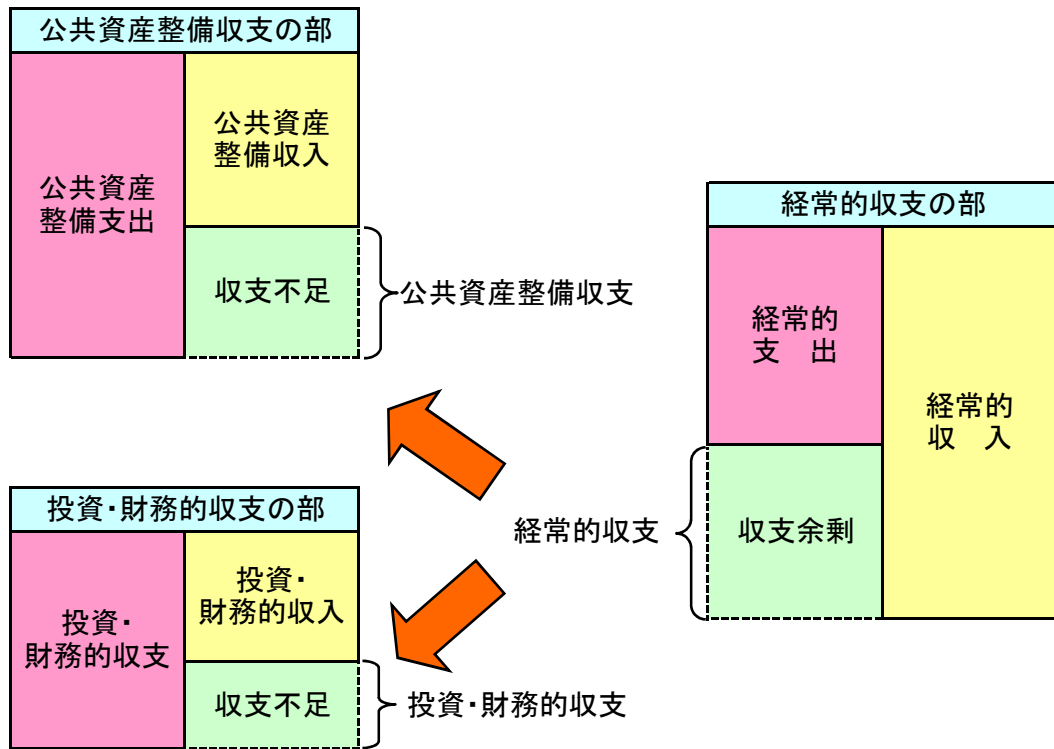 公共資産整備収支の部
公共資産
整備支出
公共資産
整備収入
収支不足
公共資産整備収支
経常的収支の部
経常的
支　出
経常的
収　入
収支余剰
経常的収支
投資・財務的収支の部
投資・
財務的収支
投資・
財務的収入
収支不足
投資・財務的収支